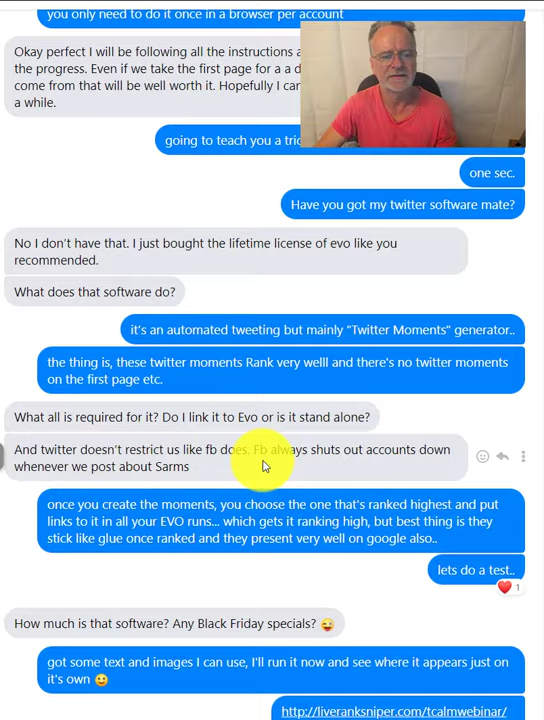 you only need to do it once in a browser per account
Okay perfect I will be following all the instructions a
the progress. Even if we take the first page for a a d
come from that will be well worth it. Hopefully I can
a while.
going to teach you a tric
one sec.
Have you got my twitter software mate?
No I don't have that. I just bought the lifetime license of evo like you
recommended.
What does that software do?
it's an automated tweeting but mainly "Twitter Moments" generator..
the thing is, these twitter moments Rank very welll and there's no twitter moments
on the first page etc.
What all is required for it? Do I link it to Evo or is it stand alone?
And twitter doesn't restrict us like fb does. Fb always shuts out accounts down
whenever we post about Sarms
once you create the moments, you choose the one that's ranked highest and put
links to it in all your EVO runs... which gets it ranking high, but best thing is they
stick like glue once ranked and they present very well on google also..
lets do a test..
1
How much is that software? Any Black Friday specials? 😜
got some text and images I can use, I'll run it now and see where it appears just on
it's own 🙂
http://liveranksniper.com/tcalmwebinar/